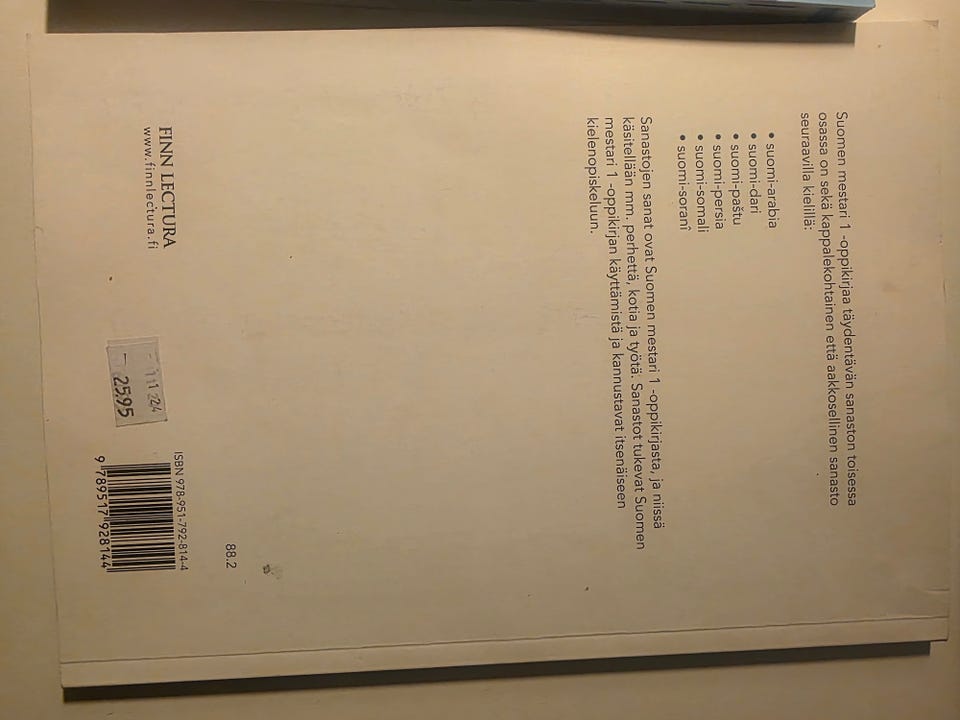 Suomen mestari 1 -oppikirjaa täydentävän sanaston toisessa
osassa on sekä kappalekohtainen että aakkosellinen sanasto
seuraavilla kielillä:
• suomi-arabia
• suomi-dari
• suomi-paštu
• suomi-persia
• suomi-somali
• suomi-soranî
Sanastojen sanat ovat Suomen mestari 1 -oppikirjasta, ja niissä
käsitellään mm. perhettä, kotia ja työtä. Sanastot tukevat Suomen
mestari 1 -oppikirjan käyttämistä ja kannustavat itsenäiseen
kielenopiskeluun.
88.2
FINN LECTURA
www.finnlectura.fi
25.95
ISBN 978-951-792-814-4
9 789517 928144